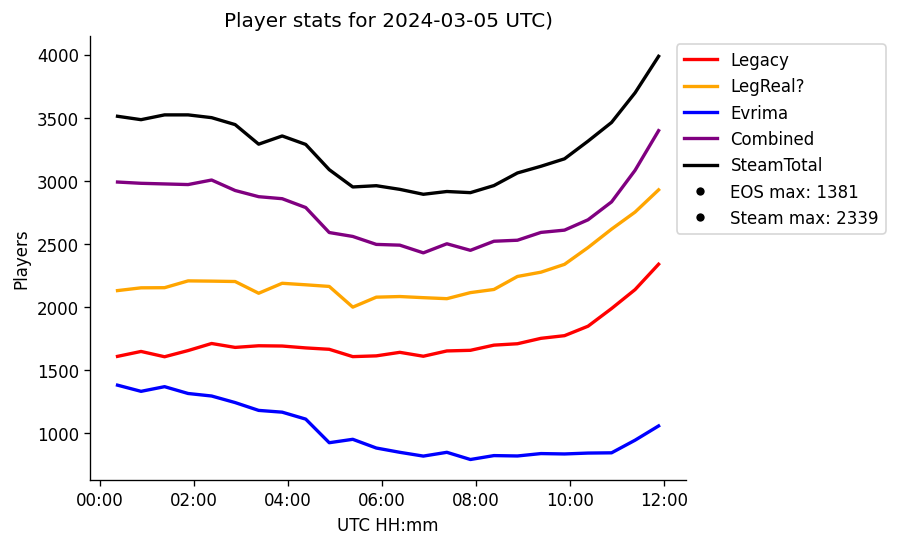 Player stats for 2024-03-05 UTC)
4000
3500
3000
2500
2000
1500
1000
Players
00:00 02:00 04:00 06:00 08:00 10:00 12:00
UTC HH:mm
Legacy
LegReal?
Evrima
Combined
SteamTotal
EOS max: 1381
Steam max: 2339